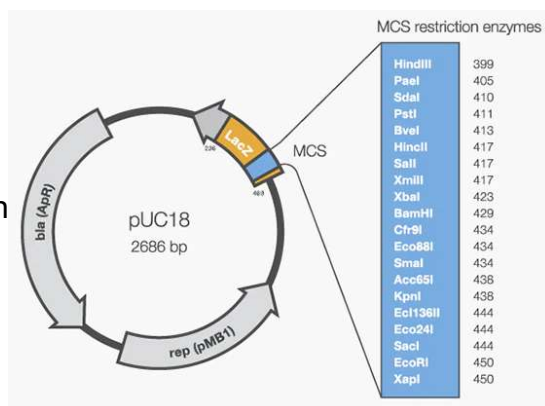 MCS restriction enzymes
HindIII 399
PaeI 405
SdaI 410
PstI 411
BveI 413
HincII 417
SalI 417
XmiII 417
XbaI 423
BamHI 429
Cfr9I 434
Eco88I 434
SmaI 434
Acc65I 438
KpnI 438
Ecl136II 444
Eco24I 444
SacI 444
EcoRI 450
XapI 450
LacZ
MCS
236
469
n
bla (ApR)
pUC18
2686 bp
rep (pMB1)